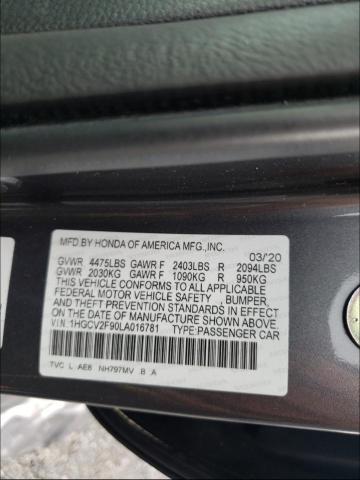 MFD.BY HONDA OF AMERICA MFG.,INC. 03/20
GVWR 4475LBS GAWR F 2403LBS R 2094LBS
GVWR 2030KG GAWR F 1090KG R 950KG
THIS VEHICLE CONFORMS TO ALL APPLICABLE
FEDERAL MOTOR VEHICLE SAFETY , BUMPER,
AND THEFT PREVENTION STANDARDS IN EFFECT
ON THE DATE OF MANUFACTURE SHOWN ABOVE.
VIN:1HGCV2F90LA016781 TYPE:PASSENGER CAR
TVC L AE6 NH797MV B A